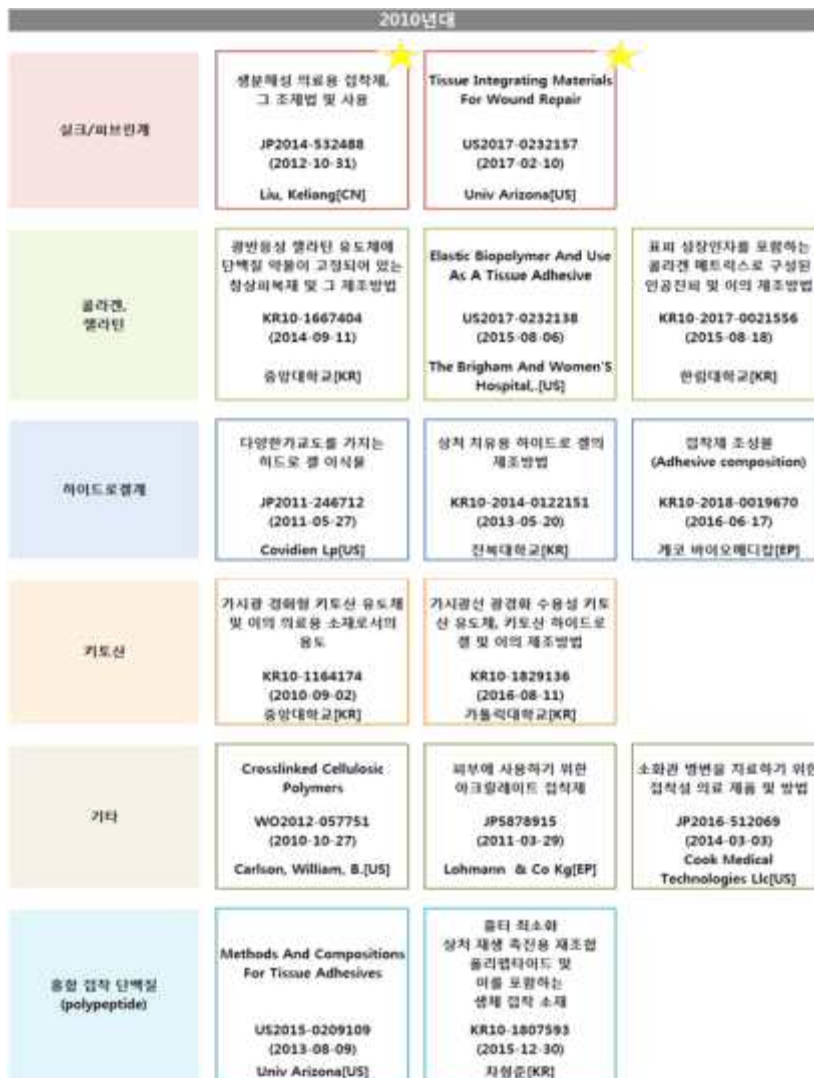 2010년대
실크/피브린계
생분해성 의료용 접착제,
그 조제법 및 사용
JP2014-532488
(2012-10-31)
Liu, Keliang[CN]
Tissue Integrating Materials
For Wound Repair
US2017-0232157
(2017-02-10)
Univ Arizona[US]
콜라겐,
젤라틴
광반응성 젤라틴 유도체에
단백질 약물이 고정되어 있는
창상피복재 및 그 제조방법
KR10-1667404
(2014-09-11)
중앙대학교[KR]
Elastic Biopolymer And Use
As A Tissue Adhesive
US2017-0232138
(2015-08-06)
The Brigham And Women'S
Hospital,.[US]
표피 성장인자를 포함하는
콜라겐 매트릭스로 구성된
인공진피 및 이의 제조방법
KR10-2017-0021556
(2015-08-18)
한림대학교[KR]
하이드로겔계
다양한가교도를 가지는
히드로 겔 이식물
JP2011-246712
(2011-05-27)
Covidien Lp[US]
상처 치유용 하이드로 겔의
제조방법
KR10-2014-0122151
(2013-05-20)
전북대학교[KR]
접착제 조성물
(Adhesive composition)
KR10-2018-0019670
(2016-06-17)
게코 바이오메디칼[EP]
키토산
가시광 경화형 키토산 유도체
및 이의 의료용 소재로서의
용도
KR10-1164174
(2010-09-02)
중앙대학교[KR]
가시광선 광경화 수용성 키토
산 유도체, 키토산 하이드로
겔 및 이의 제조방법
KR10-1829136
(2016-08-11)
가톨릭대학교[KR]
기타
Crosslinked Cellulosic
Polymers
WO2012-057751
(2010-10-27)
Carlson, William, B.[US]
피부에 사용하기 위한
아크릴레이트 접착제
JP5878915
(2011-03-29)
Lohmann & Co Kg[EP]
소화관 병변을 치료하기 위한
접착성 의료 제품 및 방법
JP2016-512069
(2014-03-03)
Cook Medical
Technologies Llc[US]
홍합 접착 단백질
(polypeptide)
Methods And Compositions
For Tissue Adhesives
US2015-0209109
(2013-08-09)
Univ Arizona[US]
흉터 최소화
상처 재생 촉진용 재조합
폴리펩타이드 및
이를 포함하는
생체 접착 소재
KR10-1807593
(2015-12-30)
차형준[KR]